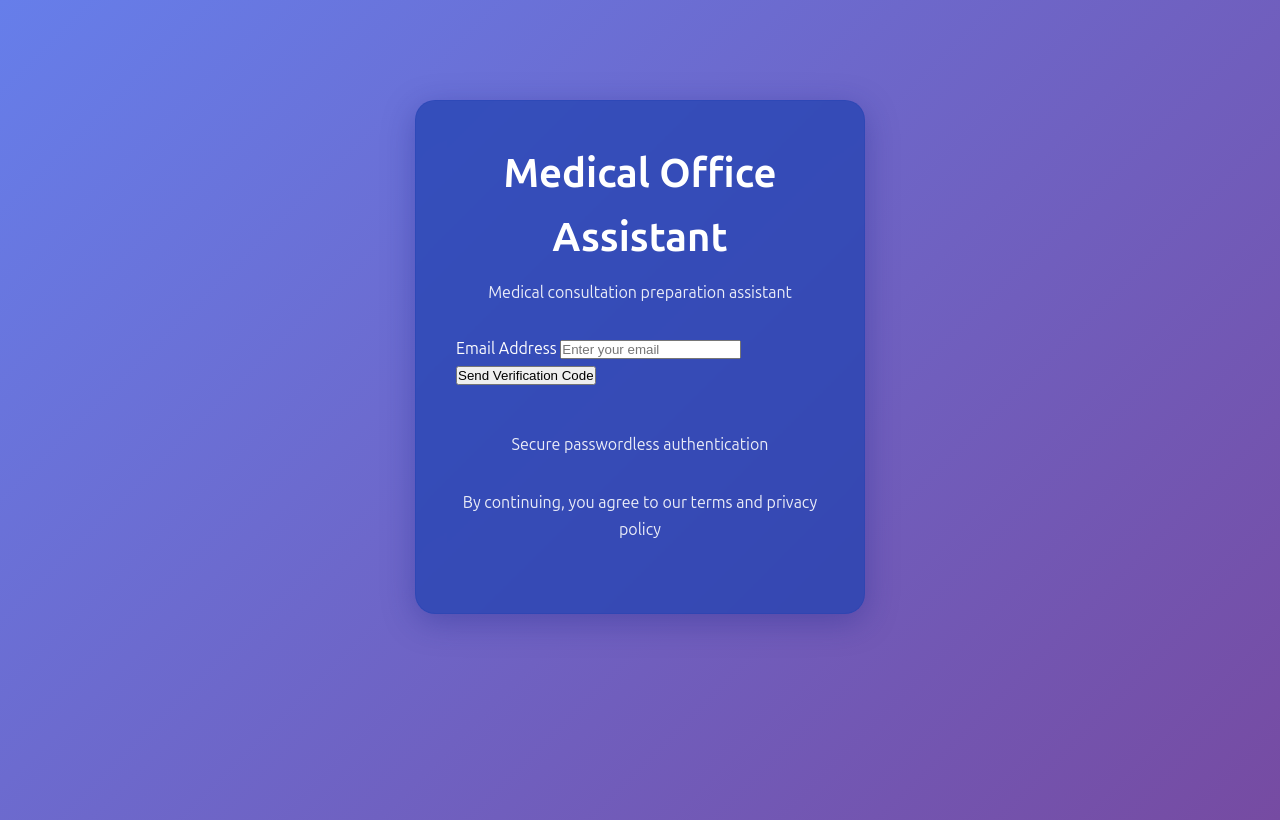 Medical Office
Assistant
Medical consultation preparation assistant
Email Address Enter your email
Send Verification Code
Secure passwordless authentication
By continuing, you agree to our terms and privacy
policy